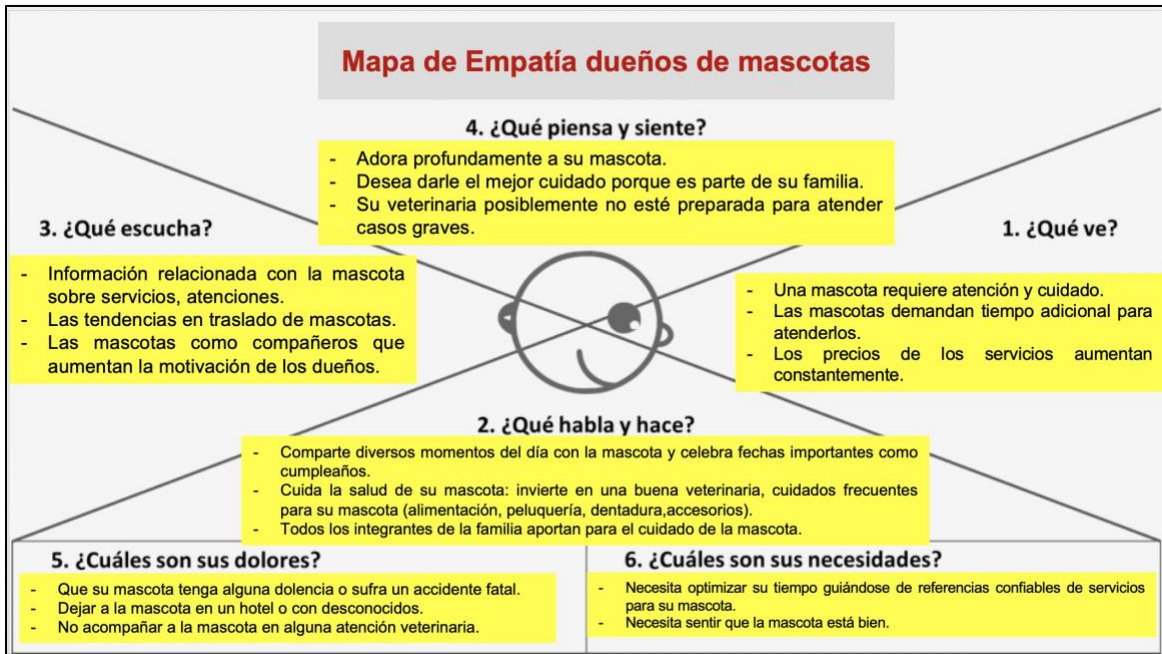 Mapa de Empatía dueños de mascotas
4. ¿Qué piensa y siente?
- Adora profundamente a su mascota.
- Desea darle el mejor cuidado porque es parte de su familia.
- Su veterinaria posiblemente no esté preparada para atender
casos graves.
3. ¿Qué escucha?
- Información relacionada con la mascota
sobre servicios, atenciones.
- Las tendencias en traslado de mascotas.
- Las mascotas como compañeros que
aumentan la motivación de los dueños.
1. ¿Qué ve?
- Una mascota requiere atención y cuidado.
- Las mascotas demandan tiempo adicional para
atenderlos.
- Los precios de los servicios aumentan
constantemente.
2. ¿Qué habla y hace?
- Comparte diversos momentos del día con la mascota y celebra fechas importantes como
cumpleaños.
- Cuida la salud de su mascota: invierte en una buena veterinaria, cuidados frecuentes
para su mascota (alimentación, peluquería, dentadura,accesorios).
- Todos los integrantes de la familia aportan para el cuidado de la mascota.
5. ¿Cuáles son sus dolores?
- Que su mascota tenga alguna dolencia o sufra un accidente fatal.
- Dejar a la mascota en un hotel o con desconocidos.
- No acompañar a la mascota en alguna atención veterinaria.
6. ¿Cuáles son sus necesidades?
- Necesita optimizar su tiempo guiándose de referencias confiables de servicios
para su mascota.
- Necesita sentir que la mascota está bien.